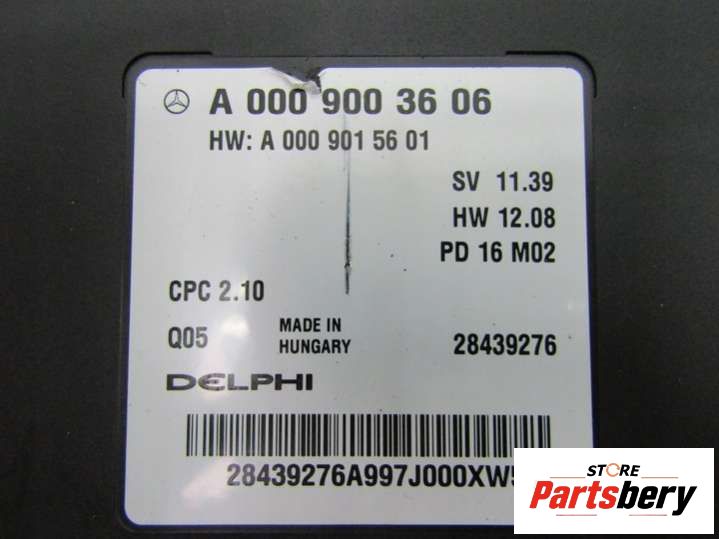 A 000 900 36 06
HW: A 000 901 56 01
SV 11.39
HW 12.08
PD 16 M02
CPC 2.10
Q05
MADE IN
HUNGARY
28439276
DELPHI
28439276A997J000XW
STORE
Partsbery